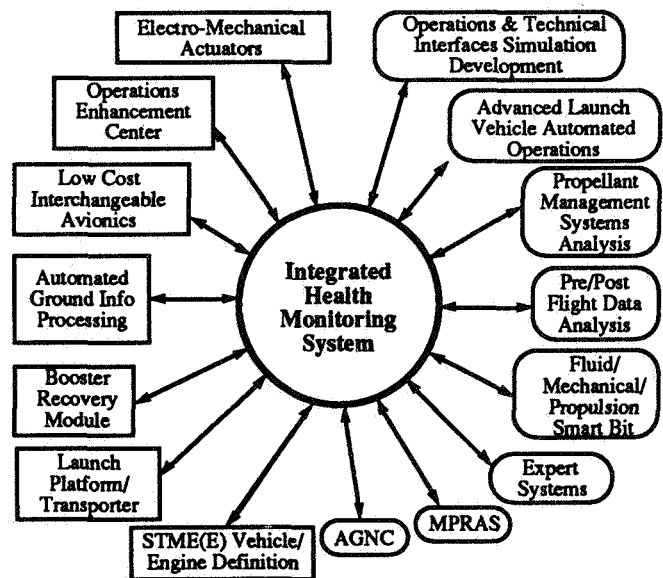 Electro-Mechanical
Actuators
Operations & Technical
Interfaces Simulation
Development
Operations
Enhancement
Center
Advanced Launch
Vehicle Automated
Operations
Low Cost
Interchangeable
Avionics
Propellant
Management
Systems
Analysis
Integrated
Health
Monitoring
System
Automated
Ground Info
Processing
Pre/Post
Flight Data
Analysis
Booster
Recovery
Module
Fluid/
Mechanical/
Propulsion
Smart Bit
Launch
Platform/
Transporter
Expert
Systems
STME(E) Vehicle/
Engine Definition
AGNC
MPRAS